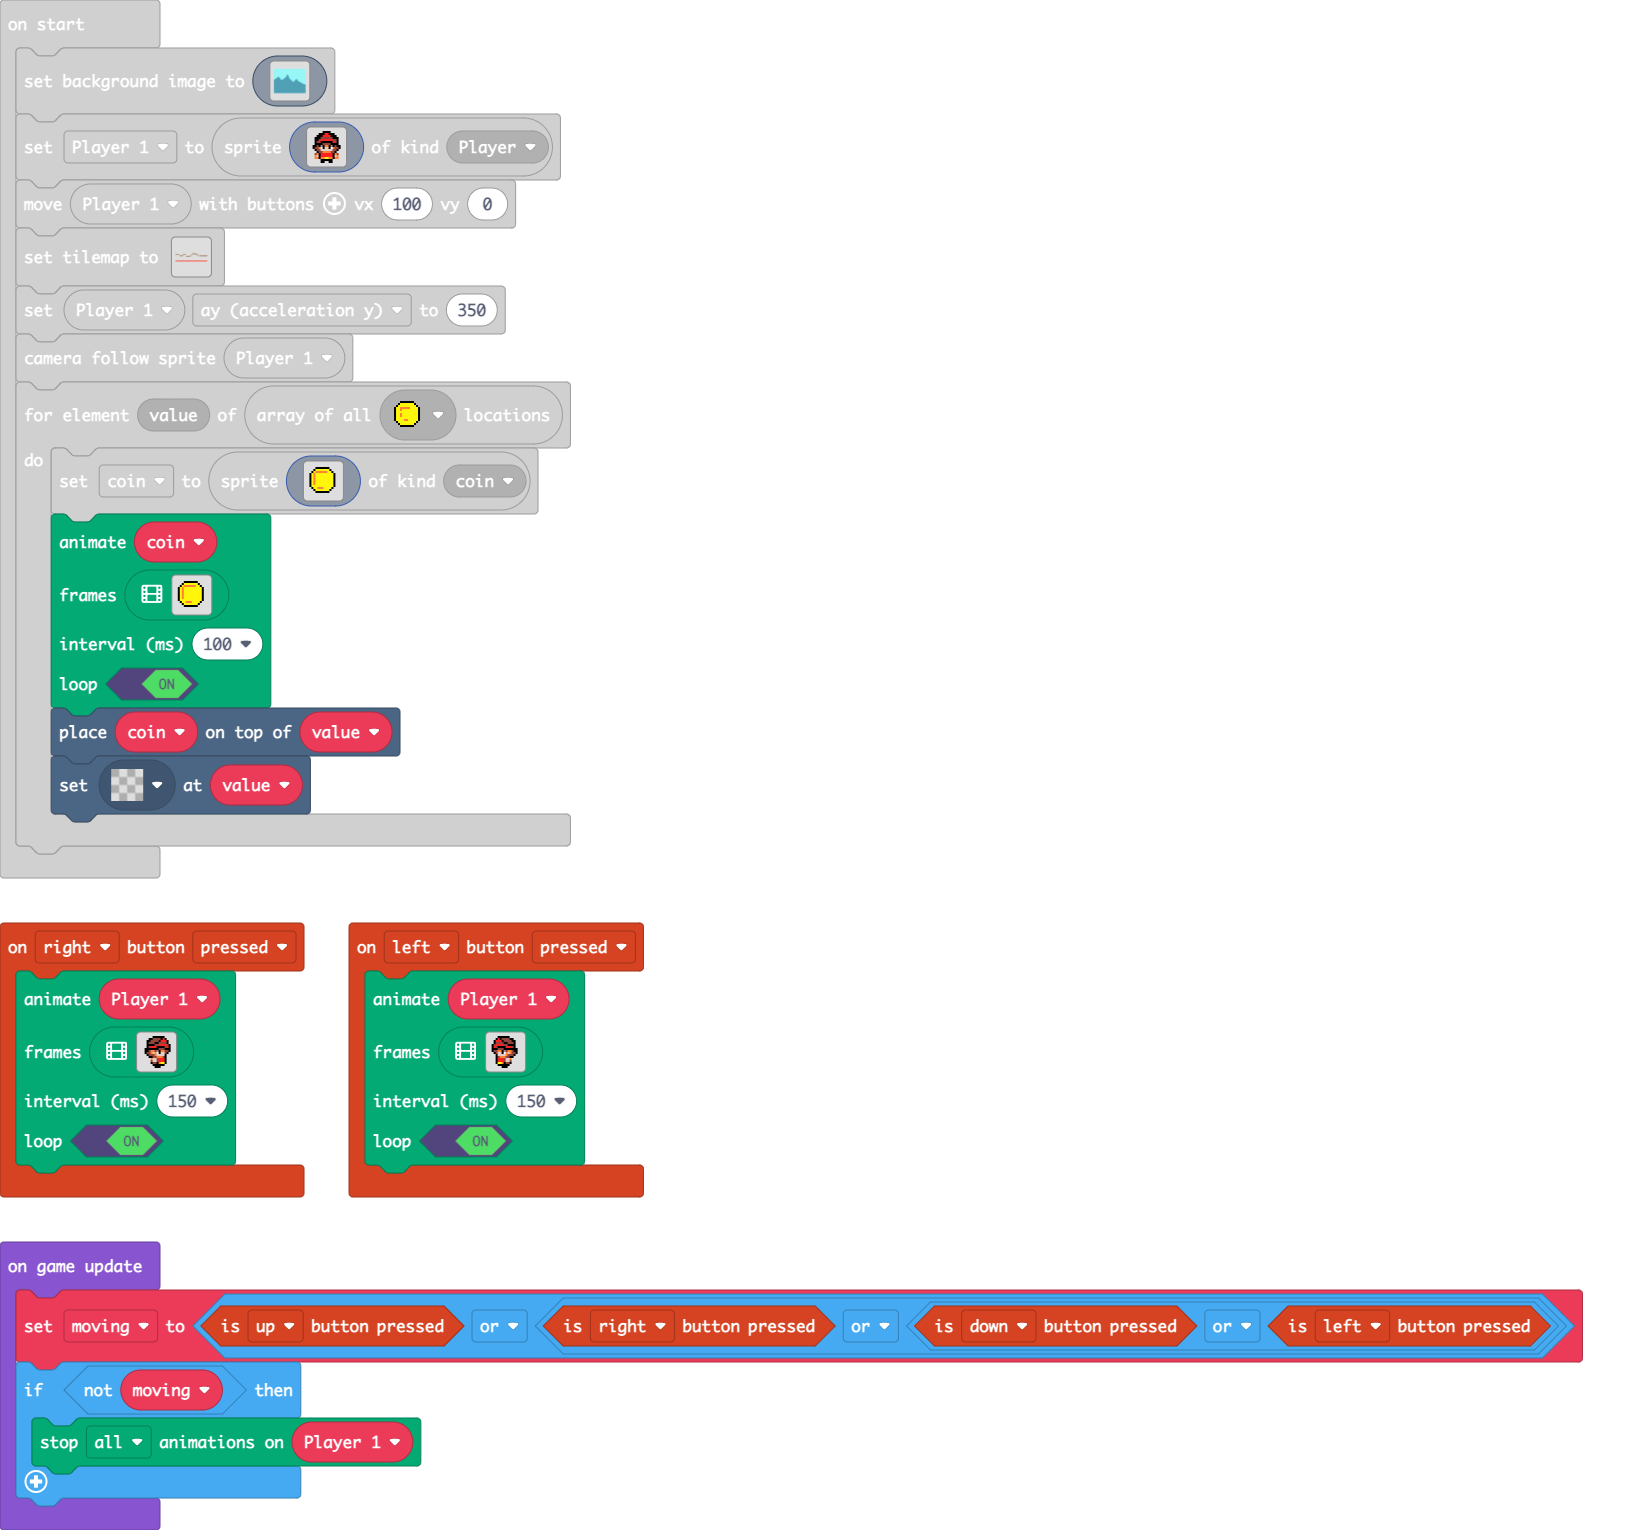 on start
set background image to
set Player 1 to sprite of kind Player
move Player 1 with buttons vx 100 vy 0
set tilemap to
set Player 1 ay (acceleration y) to 350
camera follow sprite Player 1
for element value of array of all locations
do
set coin to sprite of kind coin
animate coin
frames
interval (ms) 100
loop ON
place coin on top of value
set at value
on right button pressed
animate Player 1
frames
interval (ms) 150
loop ON
on left button pressed
animate Player 1
frames
interval (ms) 150
loop ON
on game update
set moving to is up button pressed or is right button pressed or is down button pressed or is left button pressed
if not moving then
stop all animations on Player 1